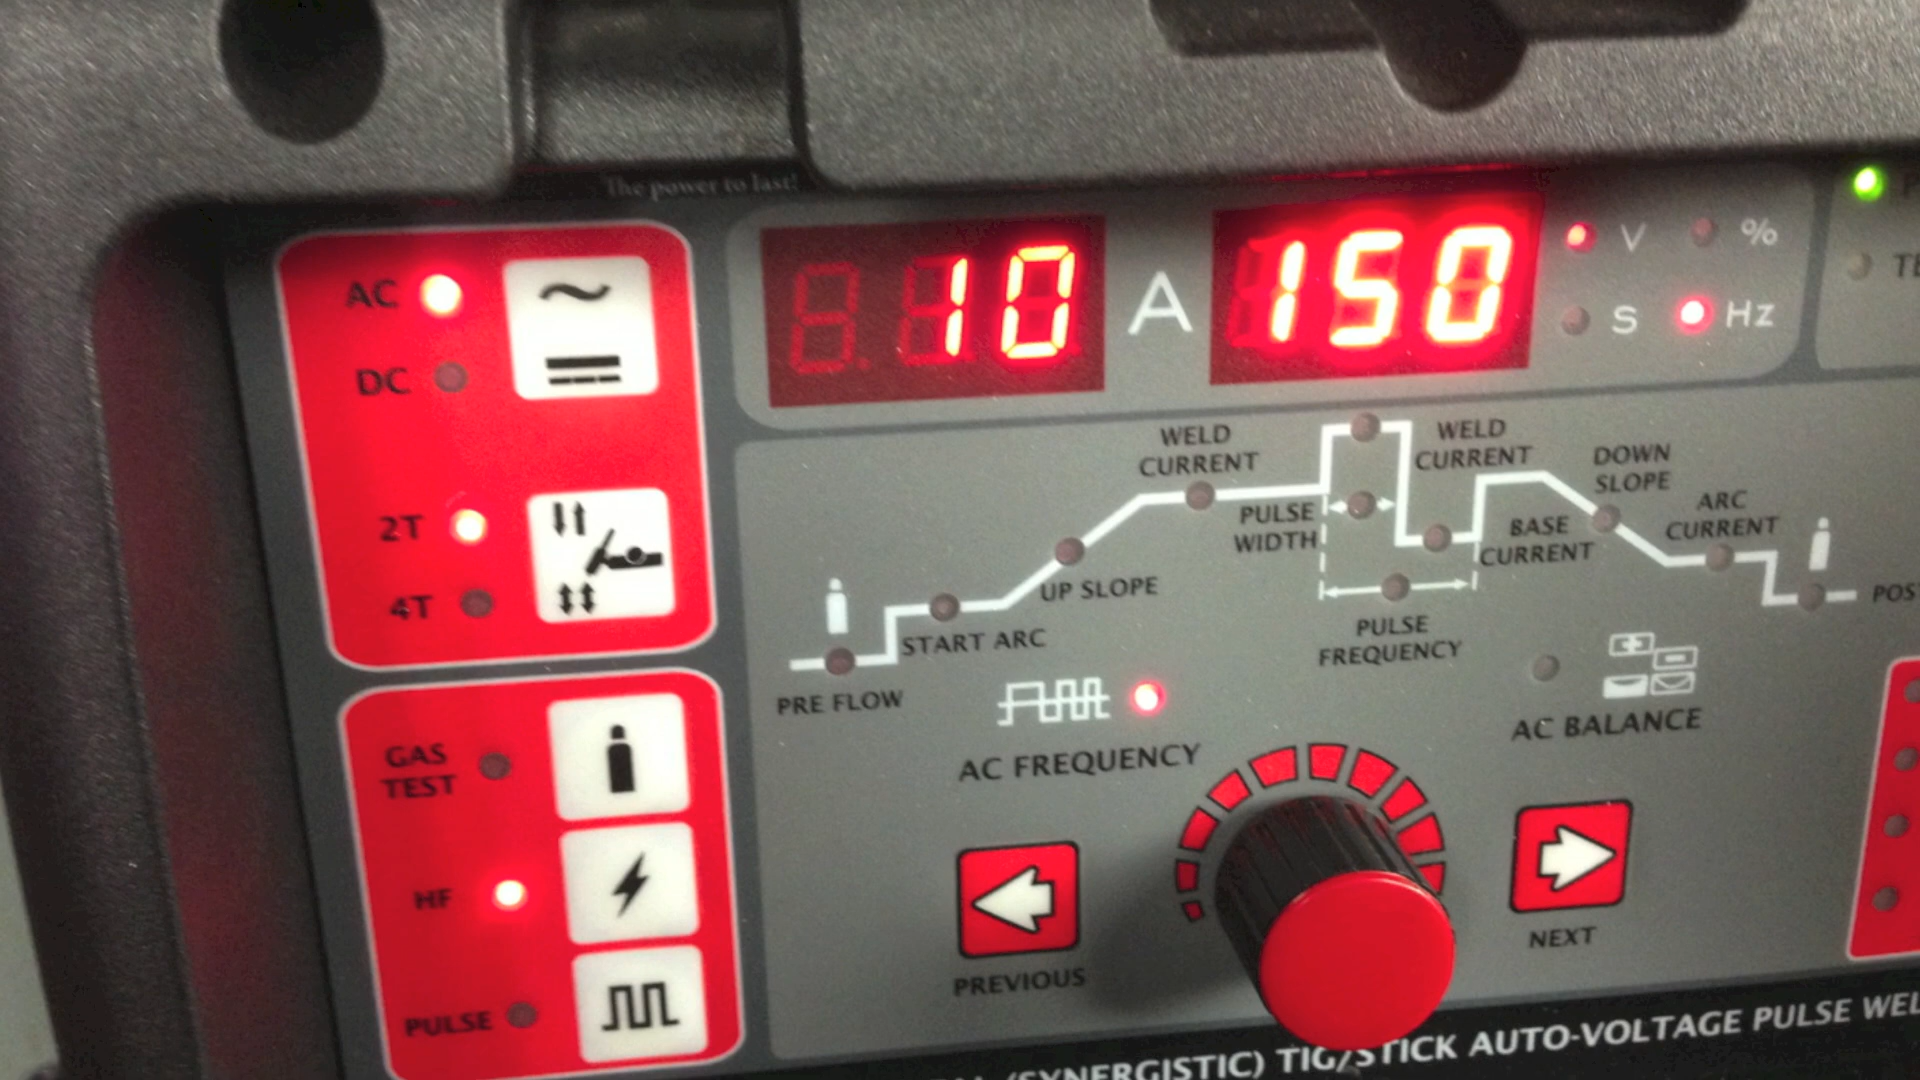 The power to last!
AC
DC
2T
4T
GAS
TEST
HF
PULSE
10 A 150
V %
S Hz
WELD
CURRENT
WELD
CURRENT
DOWN
SLOPE
ARC
CURRENT
PULSE
WIDTH
BASE
CURRENT
UP SLOPE
START ARC
PRE FLOW
PULSE
FREQUENCY
AC FREQUENCY
AC BALANCE
PREVIOUS
NEXT
(SYNERGISTIC) TIG/STICK AUTO-VOLTAGE PULSE